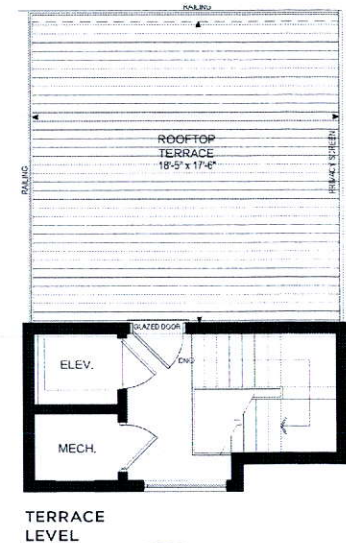 RAILING
ROOFTOP
TERRACE
18'-5" x 17'-6"
RAILING
PRIVACY SCREEN
GLAZED DOOR
ELEV.
MECH.
TERRACE
LEVEL